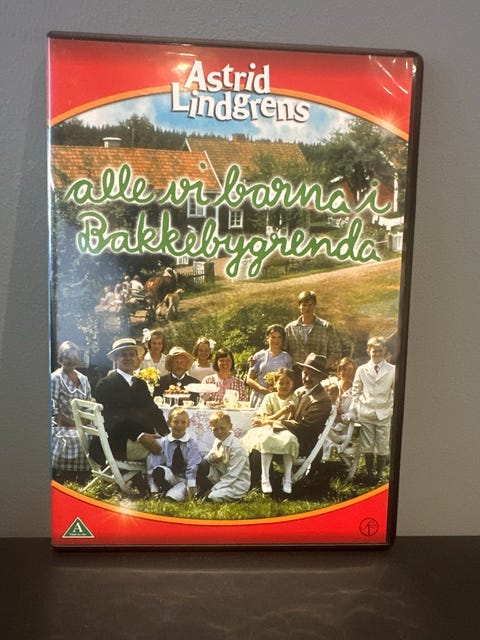 Astrid
Lindgrens
alle vi barna i
Bakkebygrenda
A